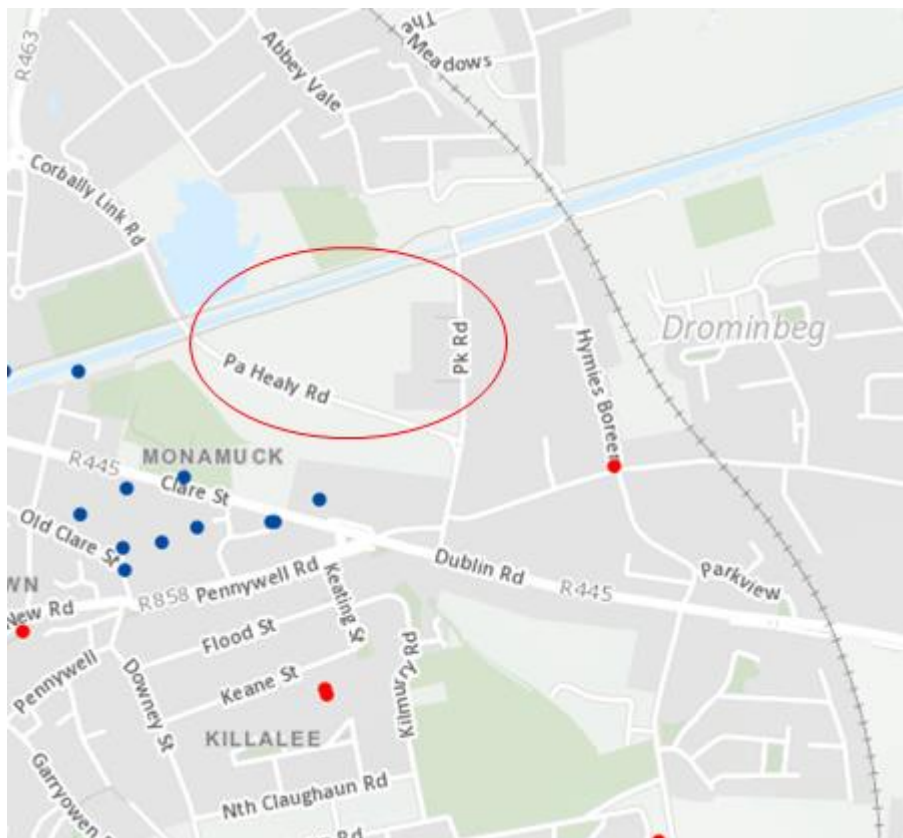 R463
Abbey Vale
The
Meadows
Corbally Link Rd
Drominbeg
Pk Rd
Hymies Boreen
Pa Healy Rd
MONAMUCK
R445
Clare St
Old Clare St
Dublin Rd
R445
Parkview
Pennywell Rd
R858
WN
New Rd
Keating St
Flood St
Kilmurry Rd
Pennywell
Downey St
Keane St
KILLALEE
Garryowen
Nth Claughaun Rd
Rd